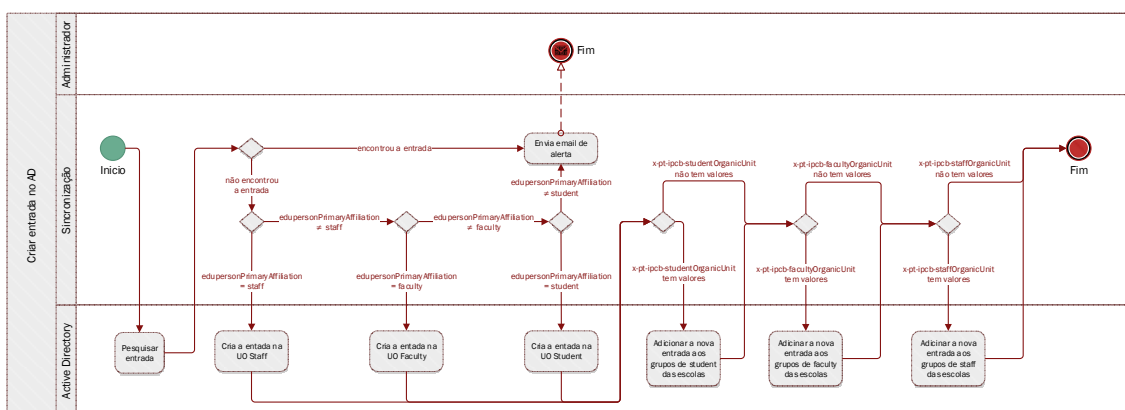 Criar entrada no AD
Administrador
Fim
Sincronização
Inicio
encontrou a entrada
Envia email de
alerta
não encontrou
a entrada
edupersonPrimaryAffiliation
≠ staff
edupersonPrimaryAffiliation
≠ faculty
edupersonPrimaryAffiliation
≠ student
edupersonPrimaryAffiliation
= staff
edupersonPrimaryAffiliation
= faculty
edupersonPrimaryAffiliation
= student
x-pt-ipcb-studentOrganicUnit
não tem valores
x-pt-ipcb-facultyOrganicUnit
não tem valores
x-pt-ipcb-staffOrganicUnit
não tem valores
Fim
x-pt-ipcb-studentOrganicUnit
tem valores
x-pt-ipcb-facultyOrganicUnit
tem valores
x-pt-ipcb-staffOrganicUnit
tem valores
Active Directory
Pesquisar
entrada
Cria a entada na
UO Staff
Cria a entada na
UO Faculty
Cria a entada na
UO Student
Adicionar a nova
entrada aos
grupos de student
das escolas
Adicinar a nova
entrada aos
grupos de faculty
das escolas
Adicinar a nova
entrada aos
grupos de staff
das escolas